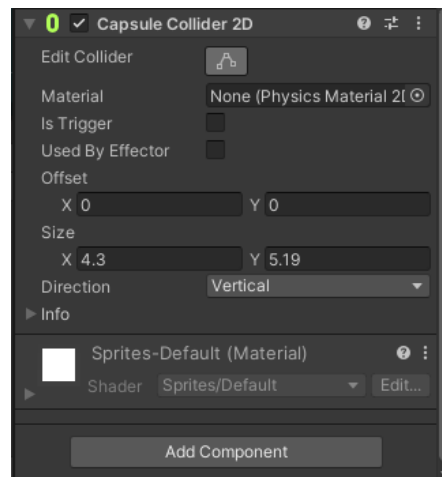 Capsule Collider 2D
Edit Collider
Material None (Physics Material 2[
Is Trigger
Used By Effector
Offset
X 0 Y 0
Size
X 4.3 Y 5.19
Direction Vertical
Info
Sprites-Default (Material)
Shader Sprites/Default Edit...
Add Component